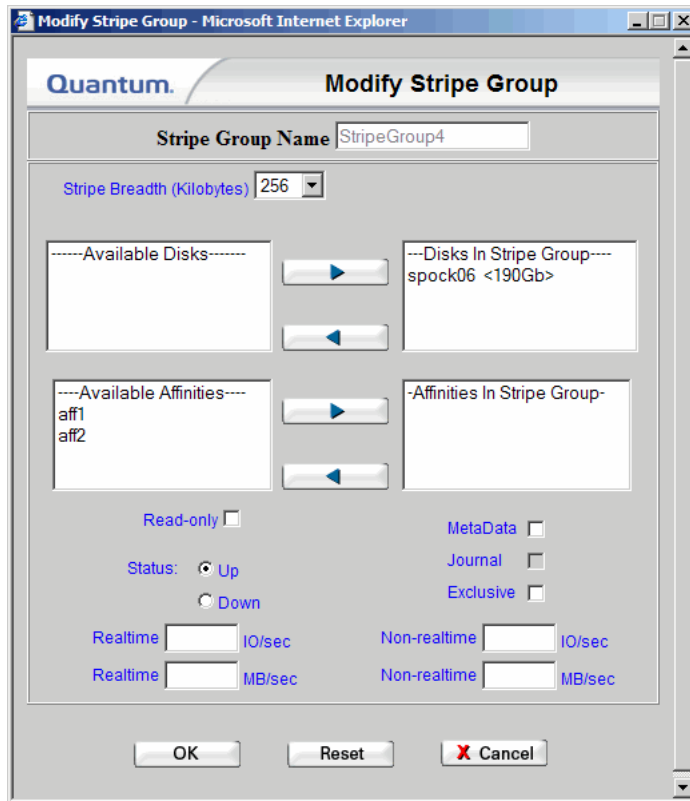 Modify Stripe Group - Microsoft Internet Explorer
Quantum.
Modify Stripe Group
Stripe Group Name StripeGroup4
Stripe Breadth (Kilobytes) 256
------Available Disks-------
---Disks In Stripe Group----
spock06 <190Gb>
----Available Affinities----
aff1
aff2
-Affinities In Stripe Group-
Read-only
MetaData
Status: Up
Journal
Down
Exclusive
Realtime IO/sec Non-realtime IO/sec
Realtime MB/sec Non-realtime MB/sec
OK Reset X Cancel